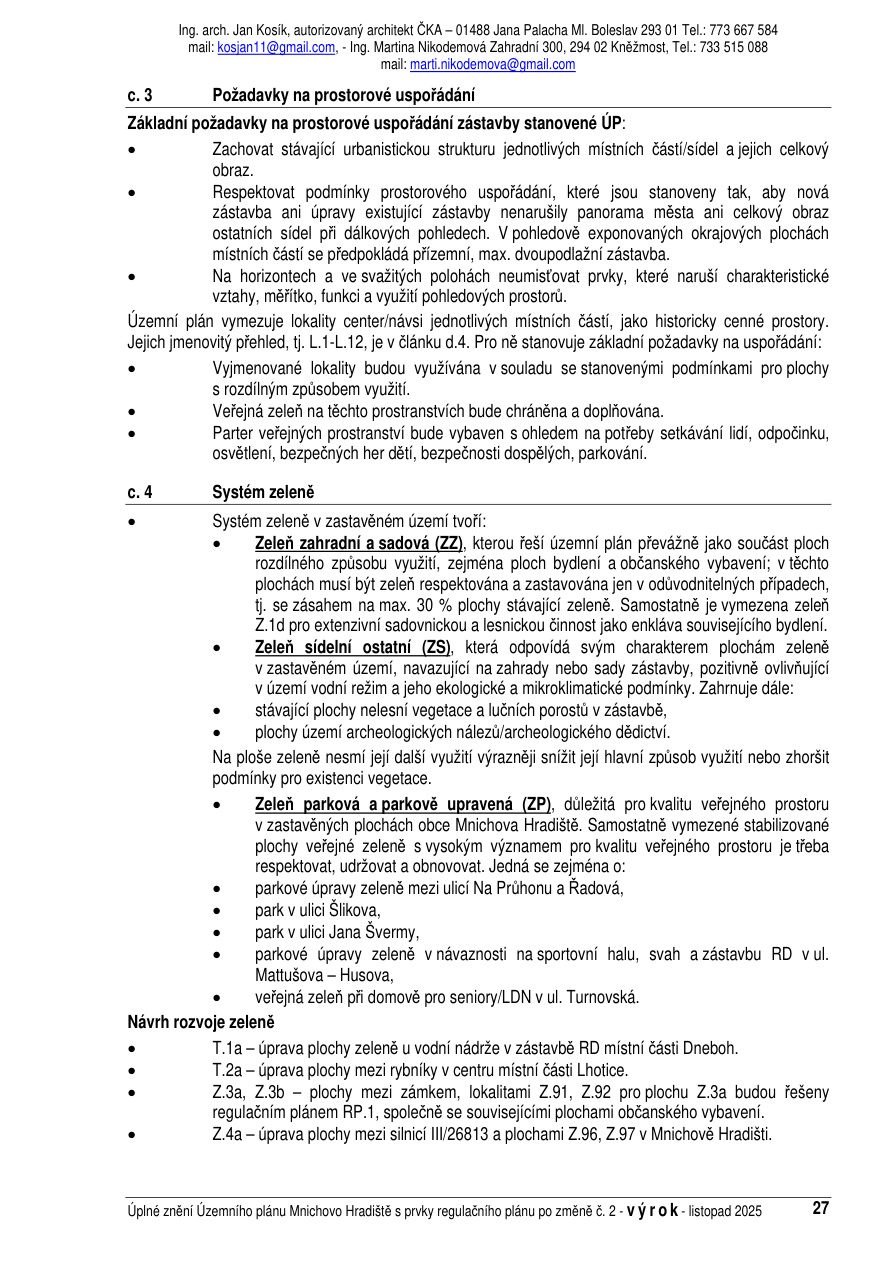 Ing. arch. Jan Kosík, autorizovaný architekt ČKA – 01488 Jana Palacha Ml. Boleslav 293 01 Tel.: 773 667 584
mail: kosjan11@gmail.com, - Ing. Martina Nikodemová Zahradní 300, 294 02 Kněžmost, Tel.: 733 515 088
mail: marti.nikodemova@gmail.com
c. 3 Požadavky na prostorové uspořádání
Základní požadavky na prostorové uspořádání zástavby stanovené ÚP:
• Zachovat stávající urbanistickou strukturu jednotlivých místních částí/sídel a jejich celkový
obraz.
• Respektovat podmínky prostorového uspořádání, které jsou stanoveny tak, aby nová
zástavba ani úpravy existující zástavby nenarušily panorama města ani celkový obraz
ostatních sídel při dálkových pohledech. V pohledově exponovaných okrajových plochách
místních částí se předpokládá přízemní, max. dvoupodlažní zástavba.
• Na horizontech a ve svažitých polohách neumisťovat prvky, které naruší charakteristické
vztahy, měřítko, funkci a využití pohledových prostorů.
Územní plán vymezuje lokality center/návsi jednotlivých místních částí, jako historicky cenné prostory.
Jejich jmenovitý přehled, tj. L.1-L.12, je v článku d.4. Pro ně stanovuje základní požadavky na uspořádání:
• Vyjmenované lokality budou využívána v souladu se stanovenými podmínkami pro plochy
s rozdílným způsobem využití.
• Veřejná zeleň na těchto prostranstvích bude chráněna a doplňována.
• Parter veřejných prostranství bude vybaven s ohledem na potřeby setkávání lidí, odpočinku,
osvětlení, bezpečných her dětí, bezpečnosti dospělých, parkování.
c. 4 Systém zeleně
• Systém zeleně v zastavěném území tvoří:
• Zeleň zahradní a sadová (ZZ), kterou řeší územní plán převážně jako součást ploch
rozdílného způsobu využití, zejména ploch bydlení a občanského vybavení; v těchto
plochách musí být zeleň respektována a zastavována jen v odůvodnitelných případech,
tj. se zásahem na max. 30 % plochy stávající zeleně. Samostatně je vymezena zeleň
Z.1d pro extenzivní sadovnickou a lesnickou činnost jako enkláva souvisejícího bydlení.
• Zeleň sídelní ostatní (ZS), která odpovídá svým charakterem plochám zeleně
v zastavěném území, navazující na zahrady nebo sady zástavby, pozitivně ovlivňující
v území vodní režim a jeho ekologické a mikroklimatické podmínky. Zahrnuje dále:
• stávající plochy nelesní vegetace a lučních porostů v zástavbě,
• plochy území archeologických nálezů/archeologického dědictví.
Na ploše zeleně nesmí její další využití výrazněji snížit její hlavní způsob využití nebo zhoršit
podmínky pro existenci vegetace.
• Zeleň parková a parkově upravená (ZP), důležitá pro kvalitu veřejného prostoru
v zastavěných plochách obce Mnichova Hradiště. Samostatně vymezené stabilizované
plochy veřejné zeleně s vysokým významem pro kvalitu veřejného prostoru je třeba
respektovat, udržovat a obnovovat. Jedná se zejména o:
• parkové úpravy zeleně mezi ulicí Na Průhonu a Řadová,
• park v ulici Šlikova,
• park v ulici Jana Švermy,
• parkové úpravy zeleně v návaznosti na sportovní halu, svah a zástavbu RD v ul.
Mattušova – Husova,
• veřejná zeleň při domově pro seniory/LDN v ul. Turnovská.
Návrh rozvoje zeleně
• T.1a – úprava plochy zeleně u vodní nádrže v zástavbě RD místní části Dneboh.
• T.2a – úprava plochy mezi rybníky v centru místní části Lhotice.
• Z.3a, Z.3b – plochy mezi zámkem, lokalitami Z.91, Z.92 pro plochu Z.3a budou řešeny
regulačním plánem RP.1, společně se souvisejícími plochami občanského vybavení.
• Z.4a – úprava plochy mezi silnicí III/26813 a plochami Z.96, Z.97 v Mnichově Hradišti.
Úplné znění Územního plánu Mnichovo Hradiště s prvky regulačního plánu po změně č. 2 - v ý r o k - listopad 2025 27